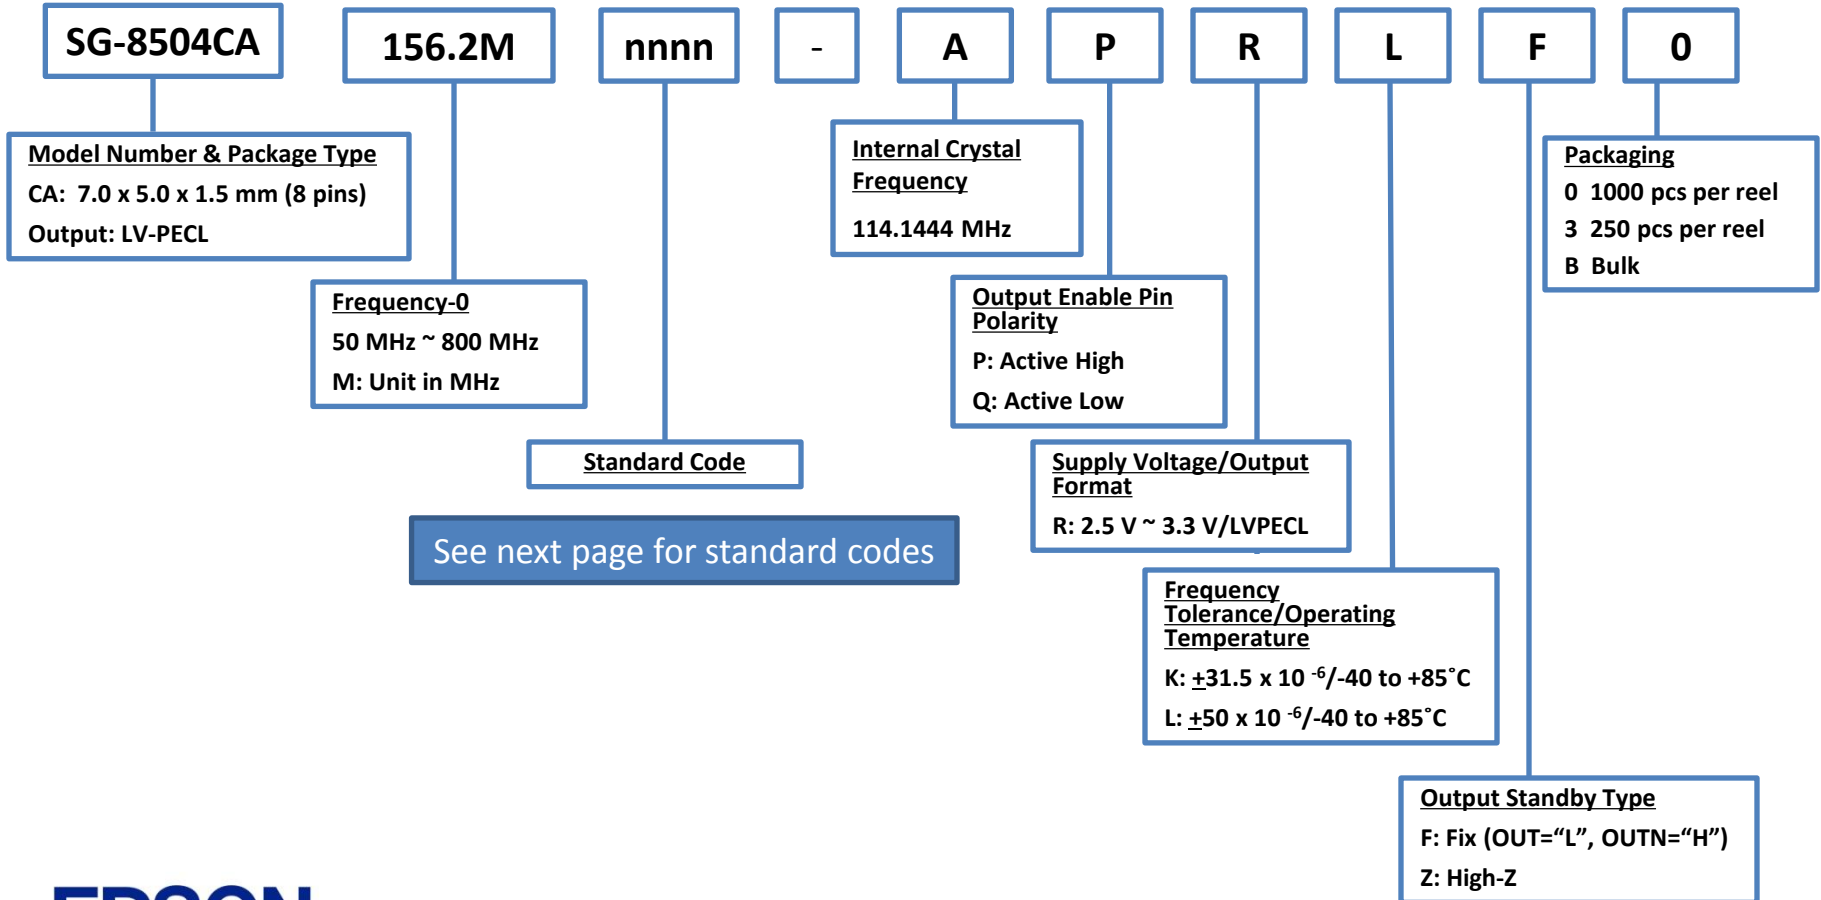 SG-8504CA 156.2M nnnn - A P R L F 0
Model Number & Package Type
CA: 7.0 x 5.0 x 1.5 mm (8 pins)
Output: LV-PECL
Frequency-0
50 MHz ~ 800 MHz
M: Unit in MHz
Standard Code
See next page for standard codes
Internal Crystal
Frequency
114.1444 MHz
Output Enable Pin
Polarity
P: Active High
Q: Active Low
Supply Voltage/Output
Format
R: 2.5 V ~ 3.3 V/LVPECL
Frequency
Tolerance/Operating
Temperature
K: ±31.5 x 10 ⁻⁶/-40 to +85˚C
L: ±50 x 10 ⁻⁶/-40 to +85˚C
Output Standby Type
F: Fix (OUT=“L”, OUTN=“H”)
Z: High-Z
Packaging
0 1000 pcs per reel
3 250 pcs per reel
B Bulk
EPSON